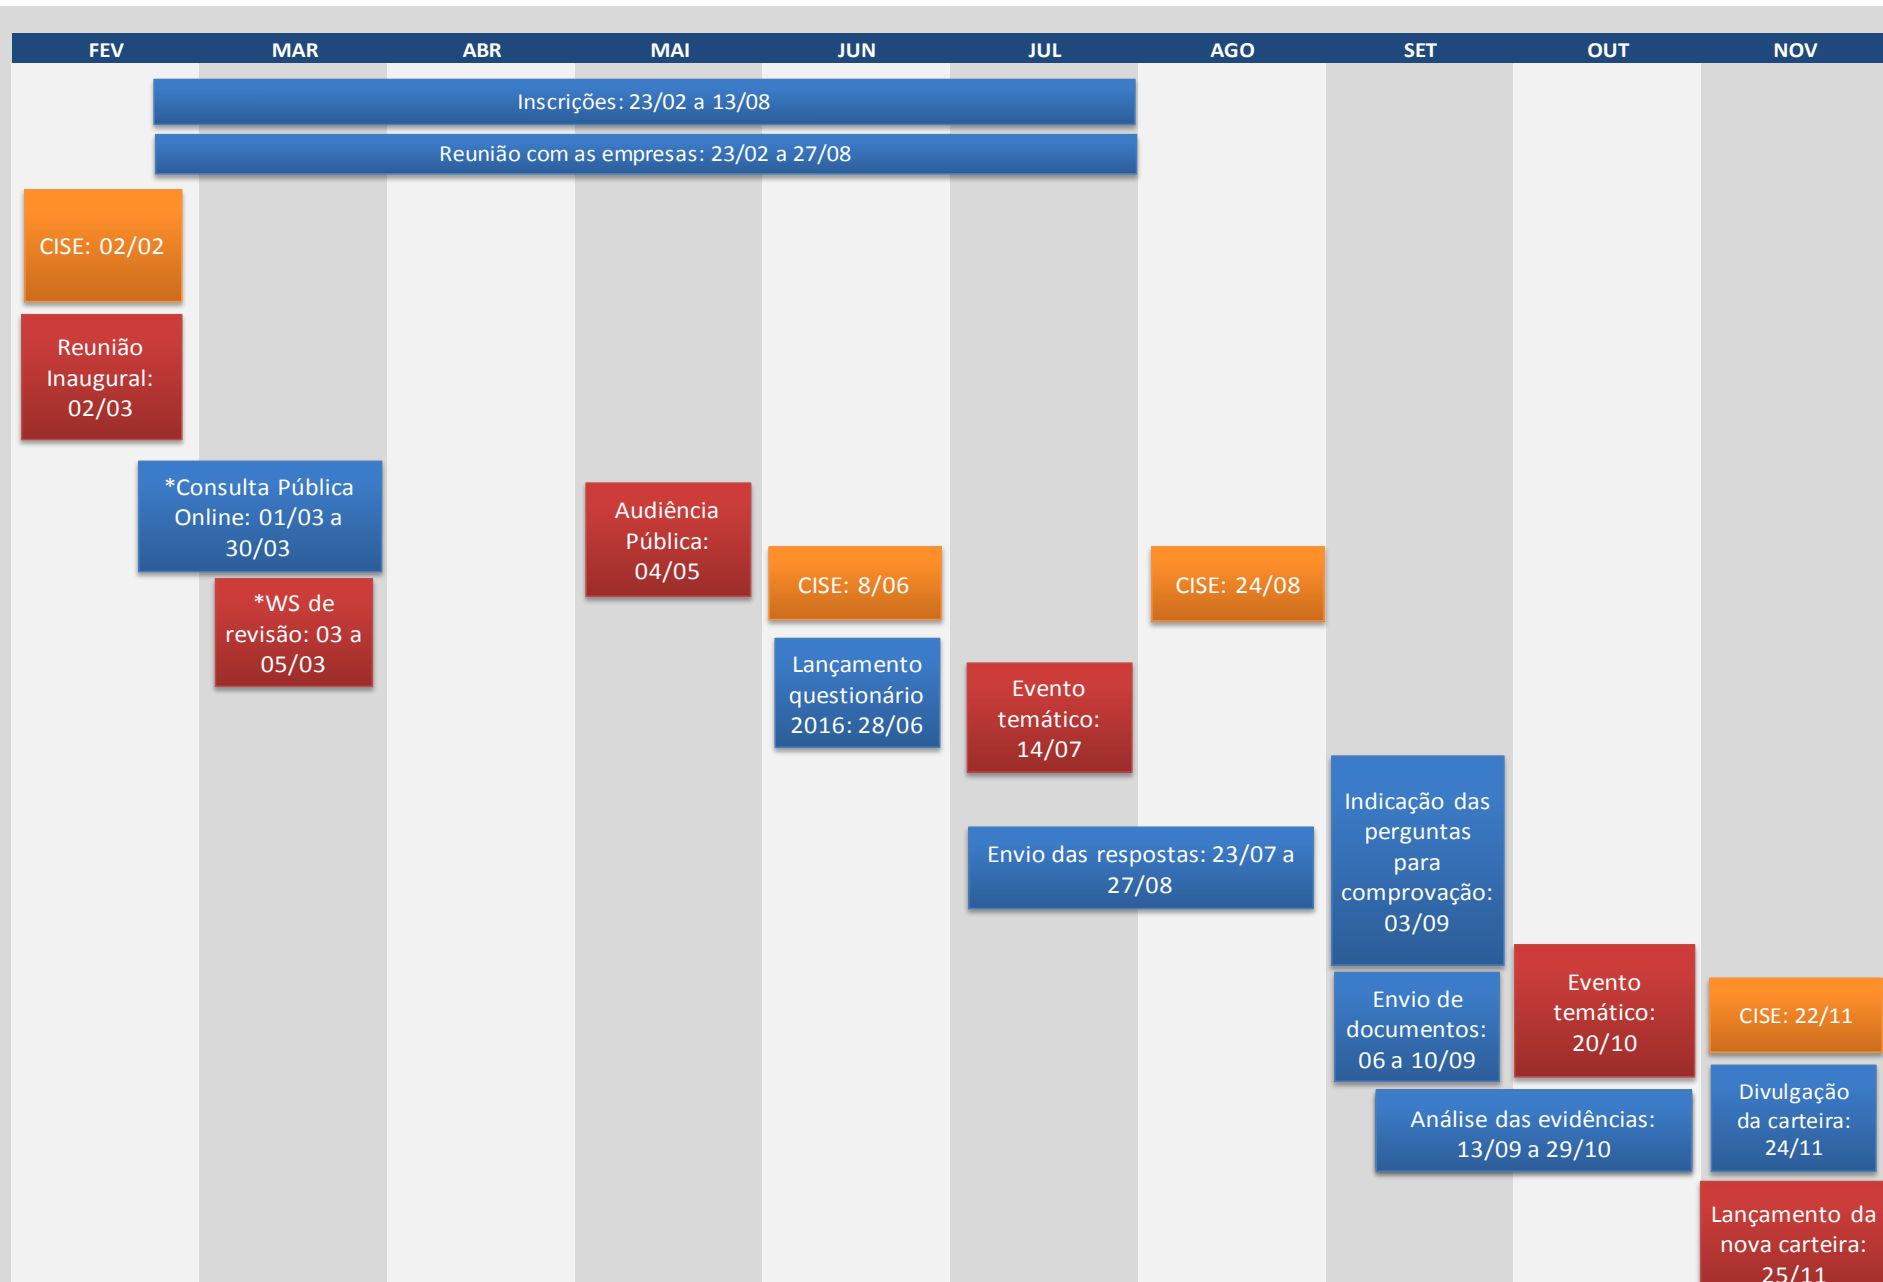 FEV MAR ABR MAI JUN JUL AGO SET OUT NOV
Inscrições: 23/02 a 13/08
Reunião com as empresas: 23/02 a 27/08
CISE: 02/02
Reunião
Inaugural:
02/03
*Consulta Pública
Online: 01/03 a
30/03
*WS de
revisão: 03 a
05/03
Audiência
Pública:
04/05
CISE: 8/06
Lançamento
questionário
2016: 28/06
Evento
temático:
14/07
CISE: 24/08
Envio das respostas: 23/07 a
27/08
Indicação das
perguntas
para
comprovação:
03/09
Envio de
documentos:
06 a 10/09
Análise das evidências:
13/09 a 29/10
Evento
temático:
20/10
CISE: 22/11
Divulgação
da carteira:
24/11
Lançamento da
nova carteira:
25/11